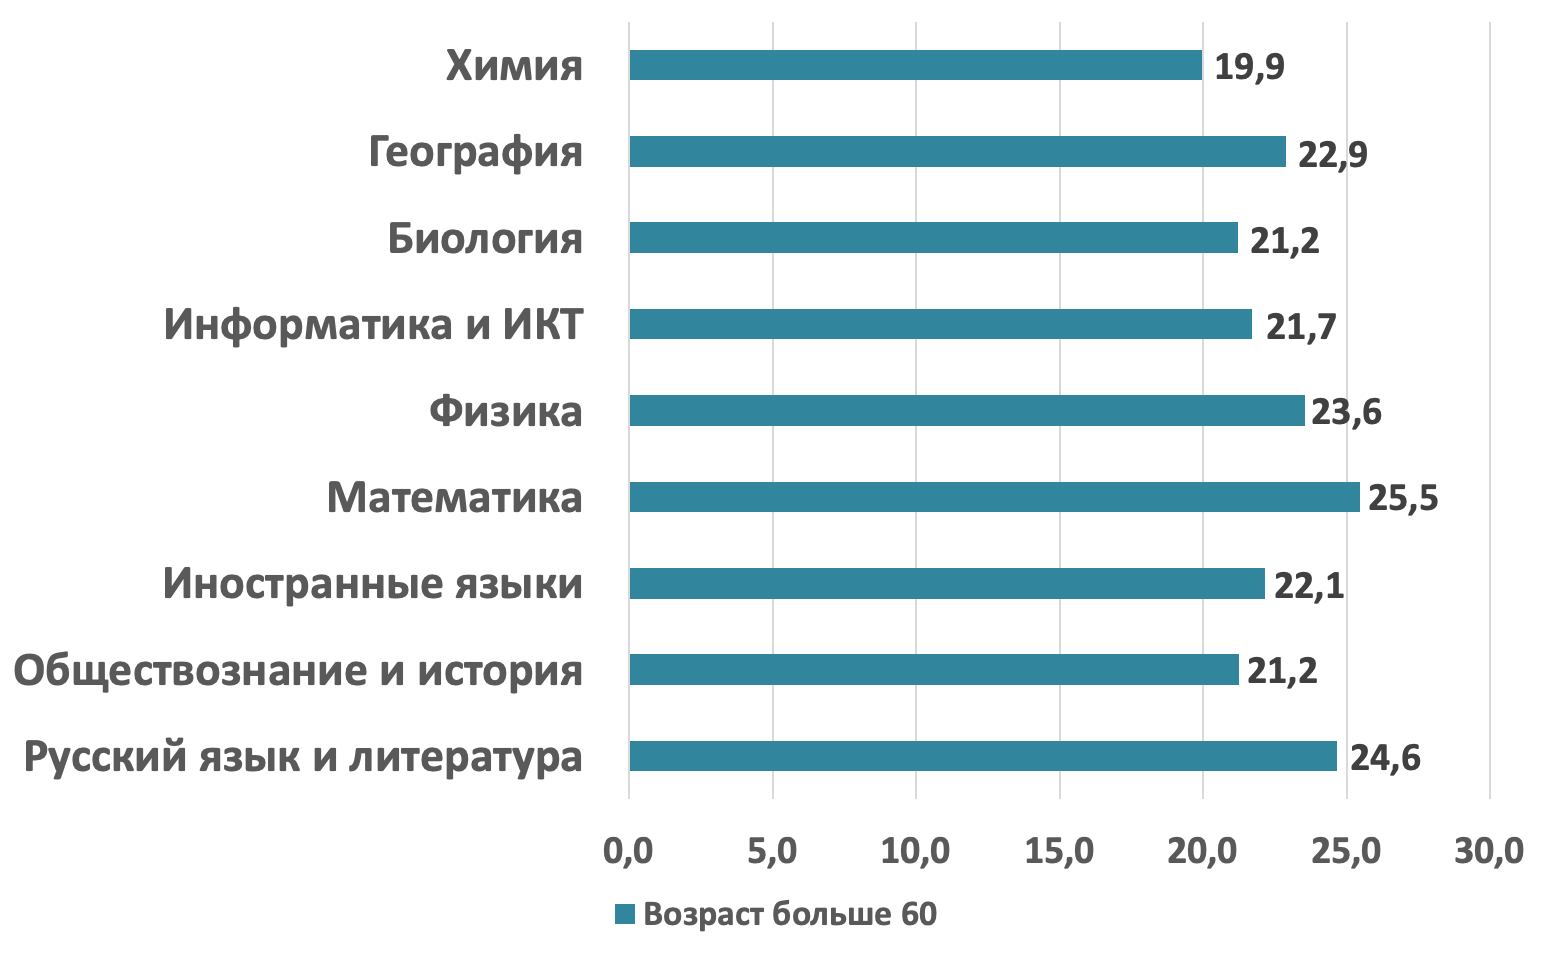 Химия 19,9
География 22,9
Биология 21,2
Информатика и ИКТ 21,7
Физика 23,6
Математика 25,5
Иностранные языки 22,1
Обществознание и история 21,2
Русский язык и литература 24,6
0,0 5,0 10,0 15,0 20,0 25,0 30,0
Возраст больше 60